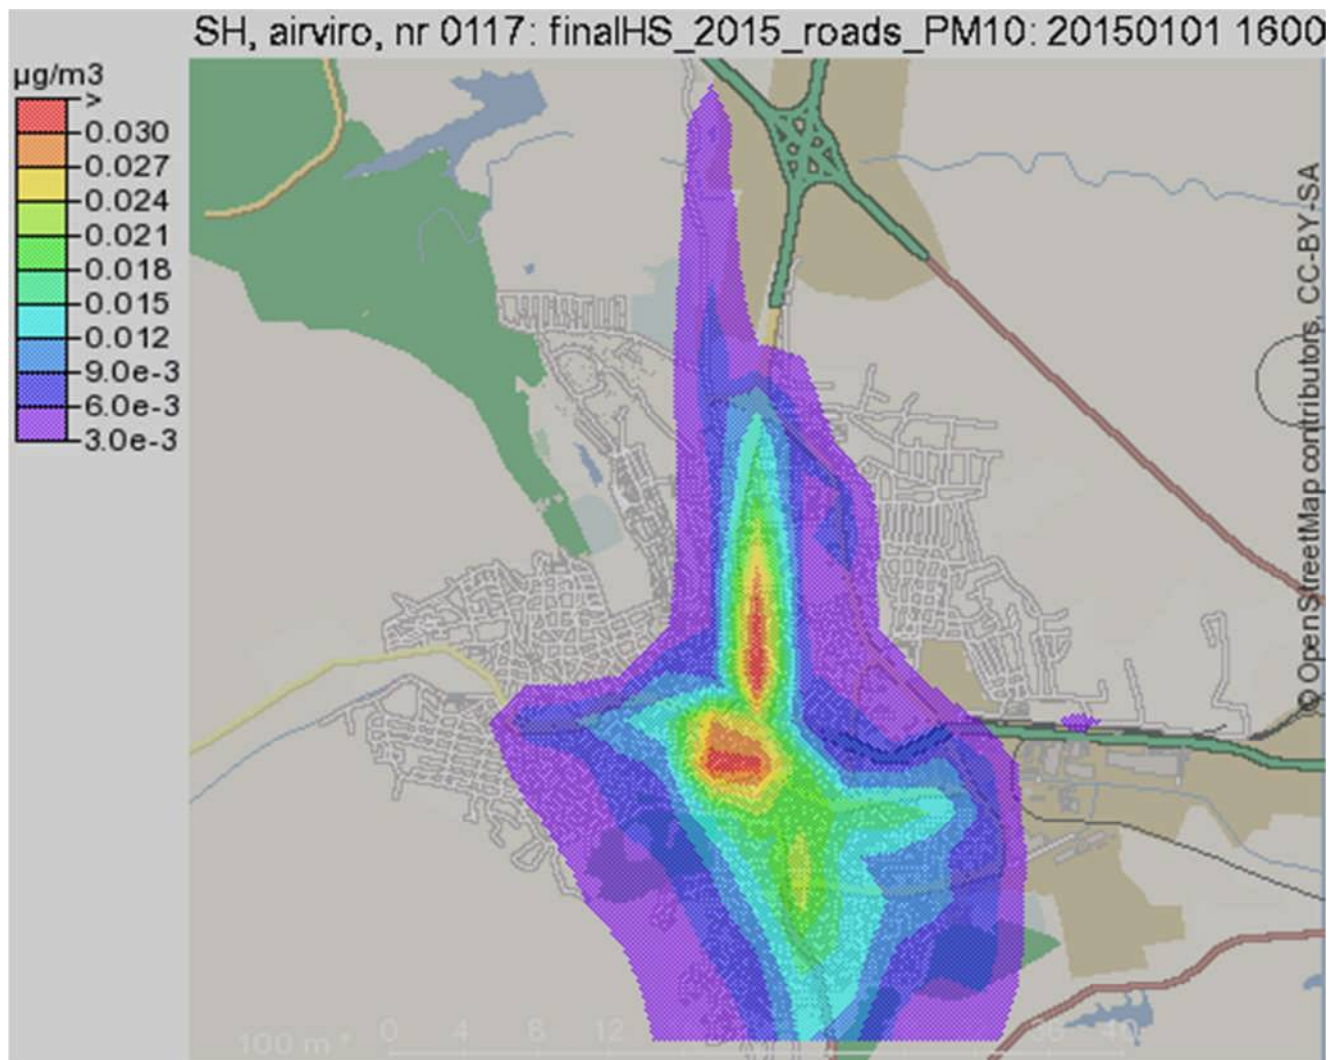 SH, airviro, nr 0117: finalHS_2015_roads_PM10: 20150101 1600
µg/m3
>
0.030
0.027
0.024
0.021
0.018
0.015
0.012
9.0e-3
6.0e-3
3.0e-3
© OpenStreetMap contributors, CC-BY-SA
100 m * 0 4 8 12 40